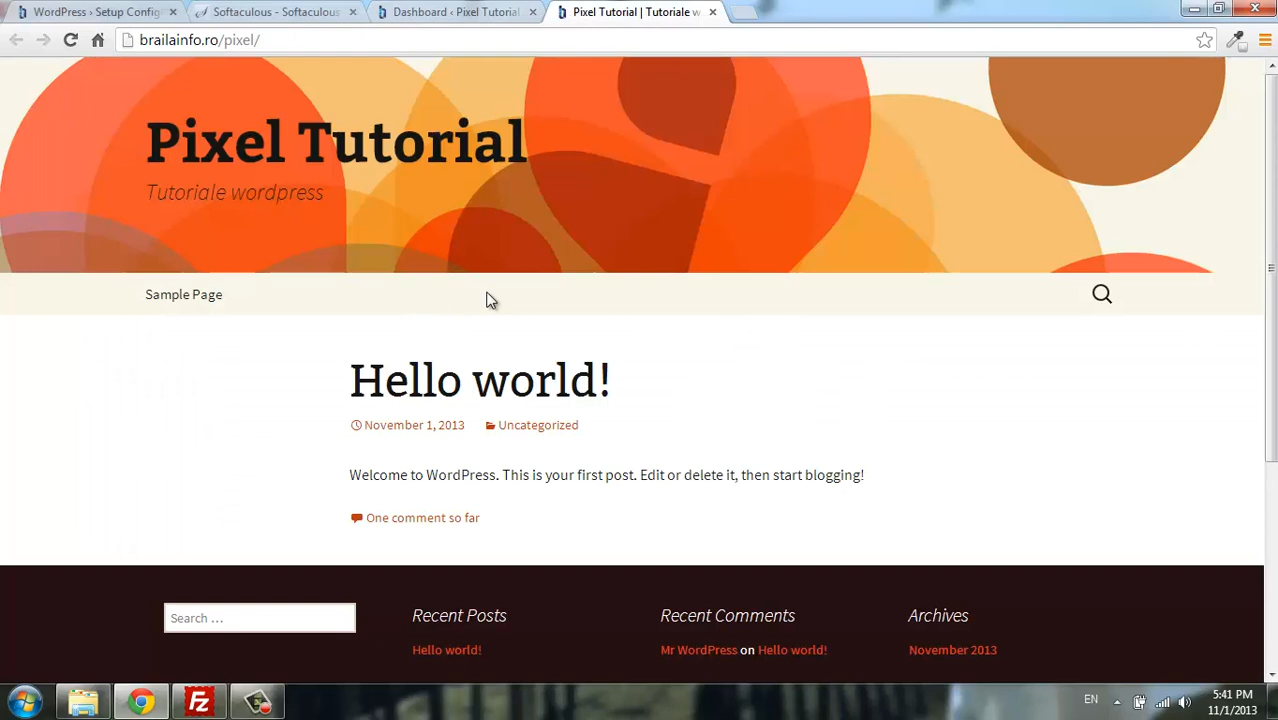 WordPress › Setup Config
Softaculous - Softaculous
Dashboard ‹ Pixel Tutorial
Pixel Tutorial | Tutoriale w
brailainfo.ro/pixel/
Pixel Tutorial
Tutoriale wordpress
Sample Page
Hello world!
November 1, 2013 Uncategorized
Welcome to WordPress. This is your first post. Edit or delete it, then start blogging!
One comment so far
Search …
Recent Posts
Hello world!
Recent Comments
Mr WordPress on Hello world!
Archives
November 2013
Fz
EN
5:41 PM
11/1/2013